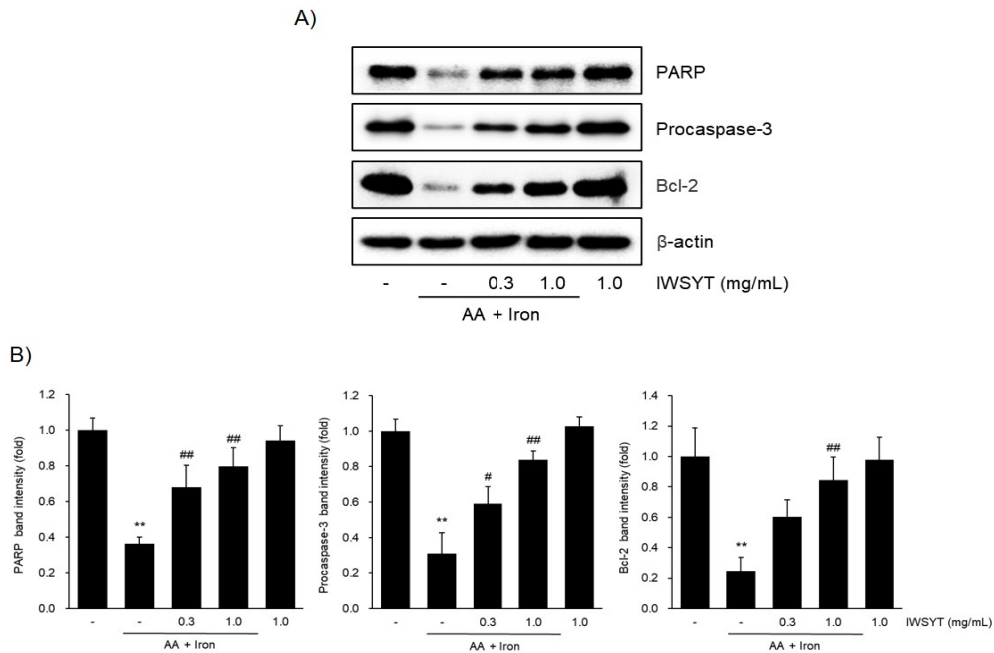 A)
PARP
Procaspase-3
Bcl-2
β-actin
- - 0.3 1.0 1.0 IWSYT (mg/mL)
AA + Iron
B)
PARP band intensity (fold)
1.2
1.0
0.8
0.6
0.4
0.2
0.0
**
##
##
- - 0.3 1.0 1.0
AA + Iron
Procaspase-3 band intensity (fold)
1.2
1.0
0.8
0.6
0.4
0.2
0.0
**
#
##
- - 0.3 1.0 1.0
AA + Iron
Bcl-2 band intensity (fold)
1.4
1.2
1.0
0.8
0.6
0.4
0.2
0.0
**
##
- - 0.3 1.0 1.0 IWSYT (mg/mL)
AA + Iron